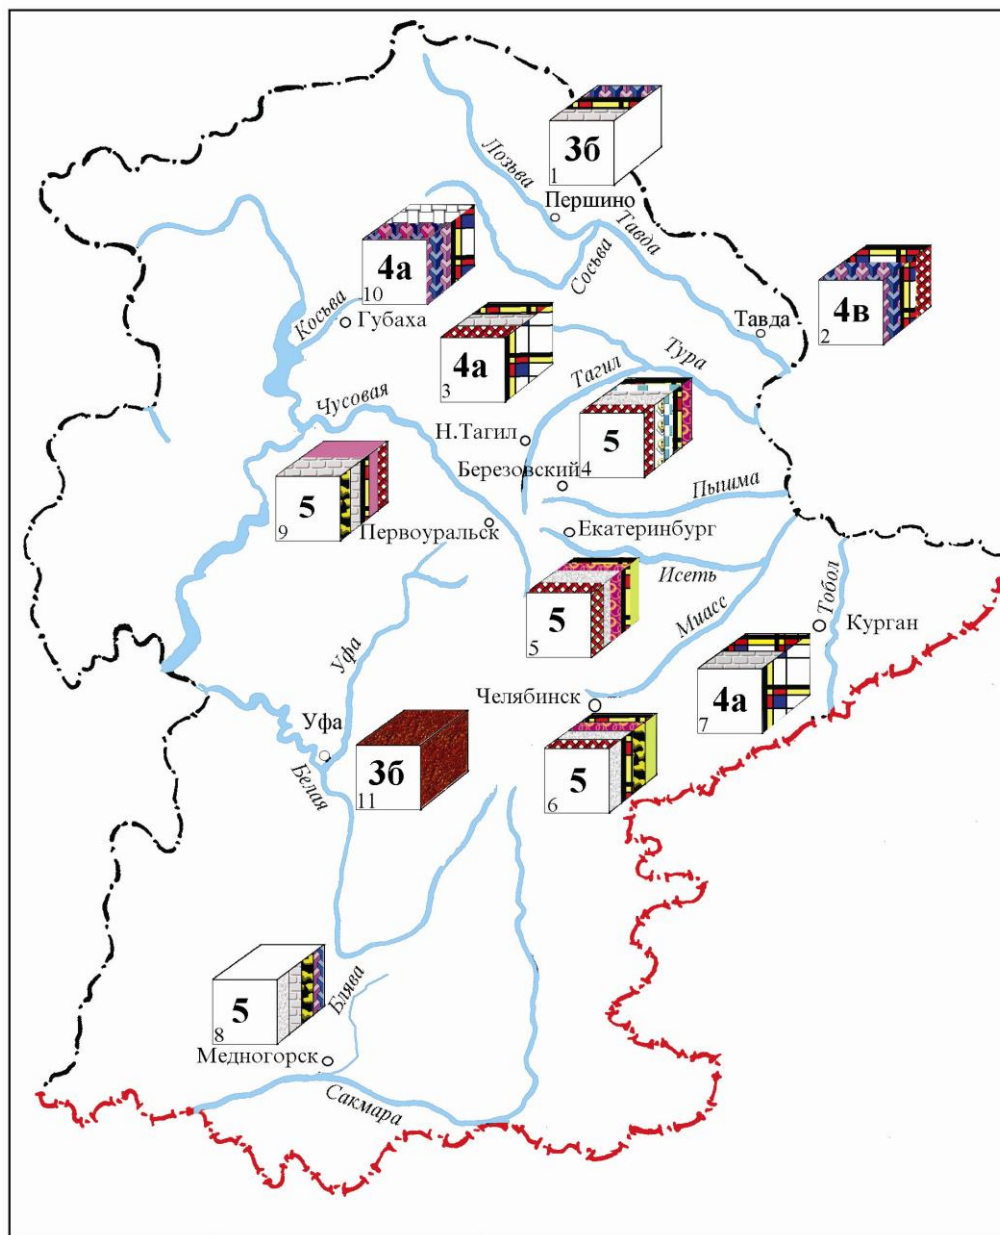 3б
1
Лозьва
Першино
Тавда
4а
10
Сосьва
4в
2
Косьва
Губаха
Тавда
4а
3
Тагил
Тура
Чусовая
Н.Тагил
5
Березовский4
5
9
Пышма
Первоуральск
Екатеринбург
Исеть
5
5
Миасс
Тобол
Курган
Уфа
4а
7
Челябинск
Уфа
3б
11
5
6
Белая
5
8
Блява
Медногорск
Сакмара